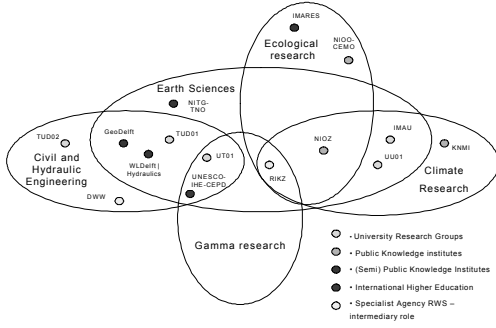 IMARES
NIOO-
CEMO
Ecological
research
Earth Sciences
NITG-
TNO
TUD02
GeoDelft
TUD01
IMAU
Civil and
Hydraulic
Engineering
WLDelft |
Hydraulics
UT01
NIOZ
KNMI
UU01
Climate
Research
RIKZ
UNESCO-
IHE-CEPD
DWW
Gamma research
• University Research Groups
• Public Knowledge institutes
• (Semi) Public Knowledge Institutes
• International Higher Education
• Specialist Agency RWS –
intermediary role